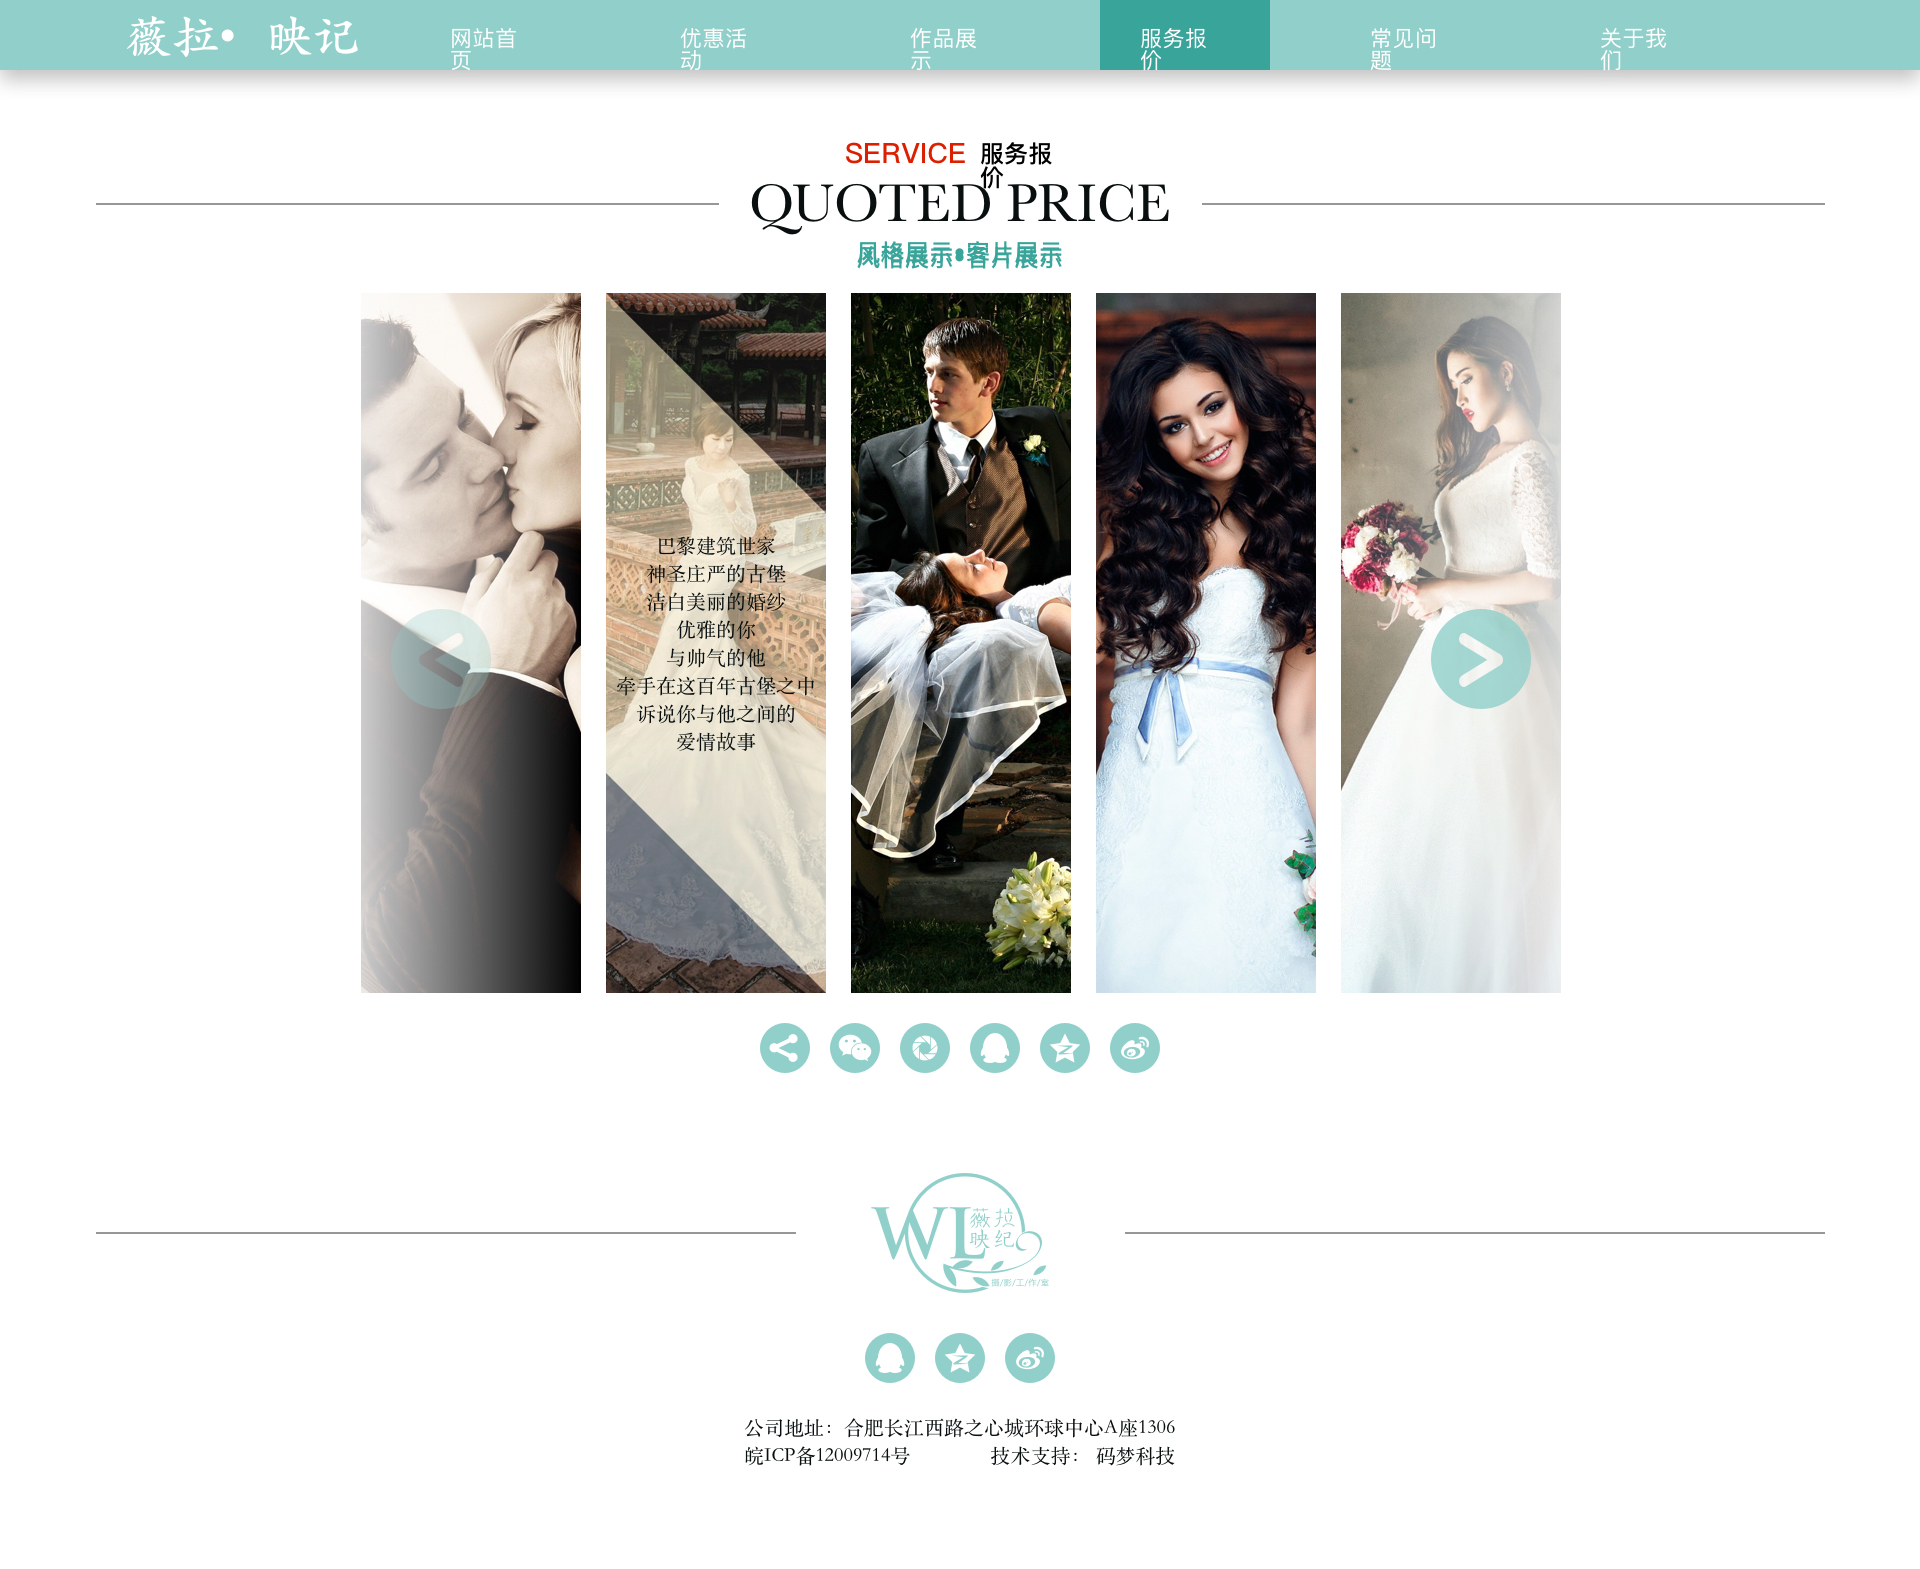 薇拉• 映记
网站首
页
优惠活
动
作品展
示
服务报
价
常见问
题
关于我
们
SERVICE 服务报
价
QUOTED PRICE
风格展示•客片展示
巴黎建筑世家
神圣庄严的古堡
洁白美丽的婚纱
优雅的你
与帅气的他
牵手在这百年古堡之中
诉说你与他之间的
爱情故事
WL薇拉
映纪
摄/影/工/作/室
公司地址：合肥长江西路之心城环球中心A座1306
皖ICP备12009714号 技术支持： 码梦科技